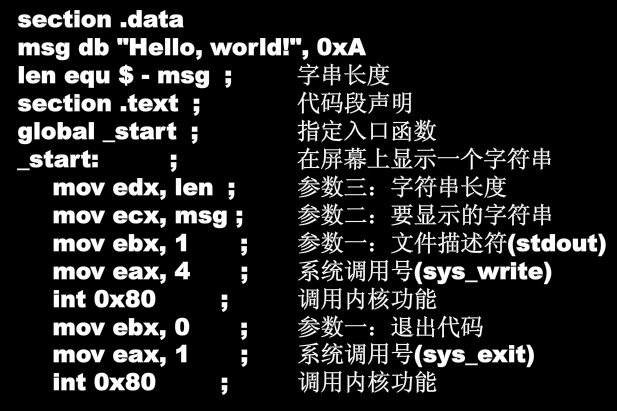 section .data
msg db "Hello, world!", 0xA
len equ $ - msg ; 字串长度
section .text ; 代码段声明
global _start ; 指定入口函数
_start: ; 在屏幕上显示一个字符串
mov edx, len ; 参数三：字符串长度
mov ecx, msg ; 参数二：要显示的字符串
mov ebx, 1 ; 参数一：文件描述符(stdout)
mov eax, 4 ; 系统调用号(sys_write)
int 0x80 ; 调用内核功能
mov ebx, 0 ; 参数一：退出代码
mov eax, 1 ; 系统调用号(sys_exit)
int 0x80 ; 调用内核功能